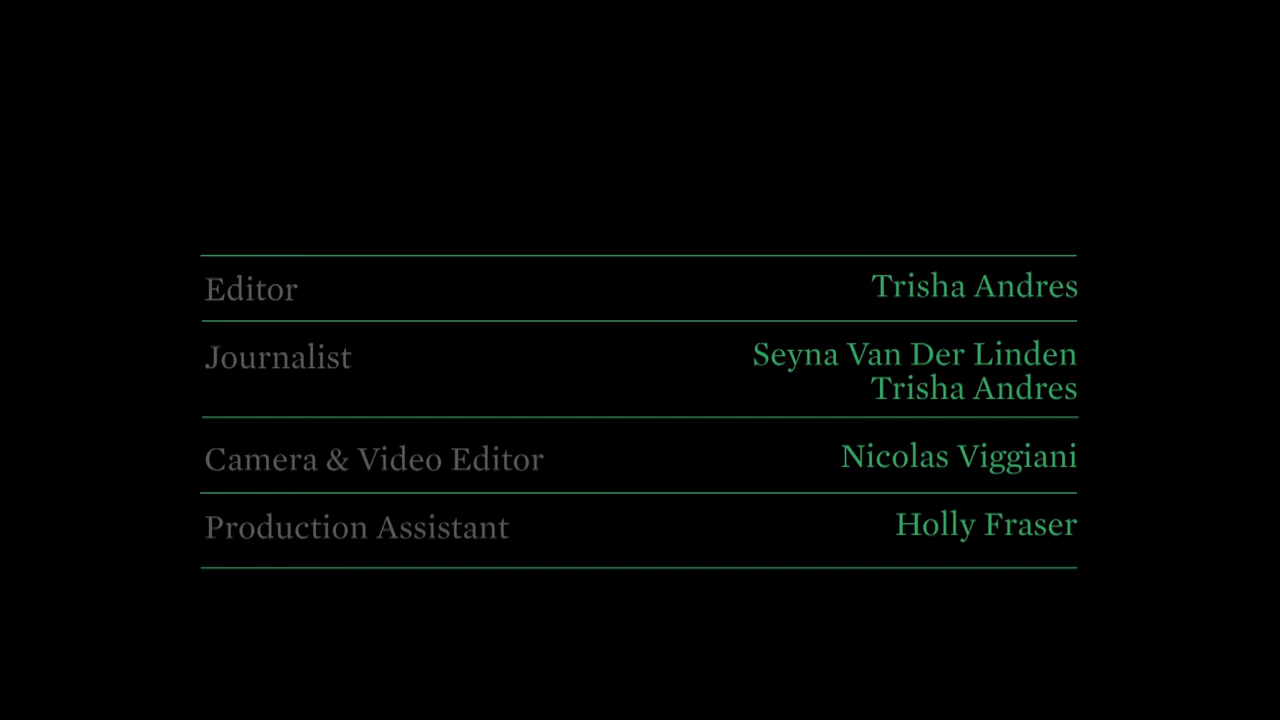 Editor Trisha Andres
Journalist Seyna Van Der Linden
Trisha Andres
Camera & Video Editor Nicolas Viggiani
Production Assistant Holly Fraser